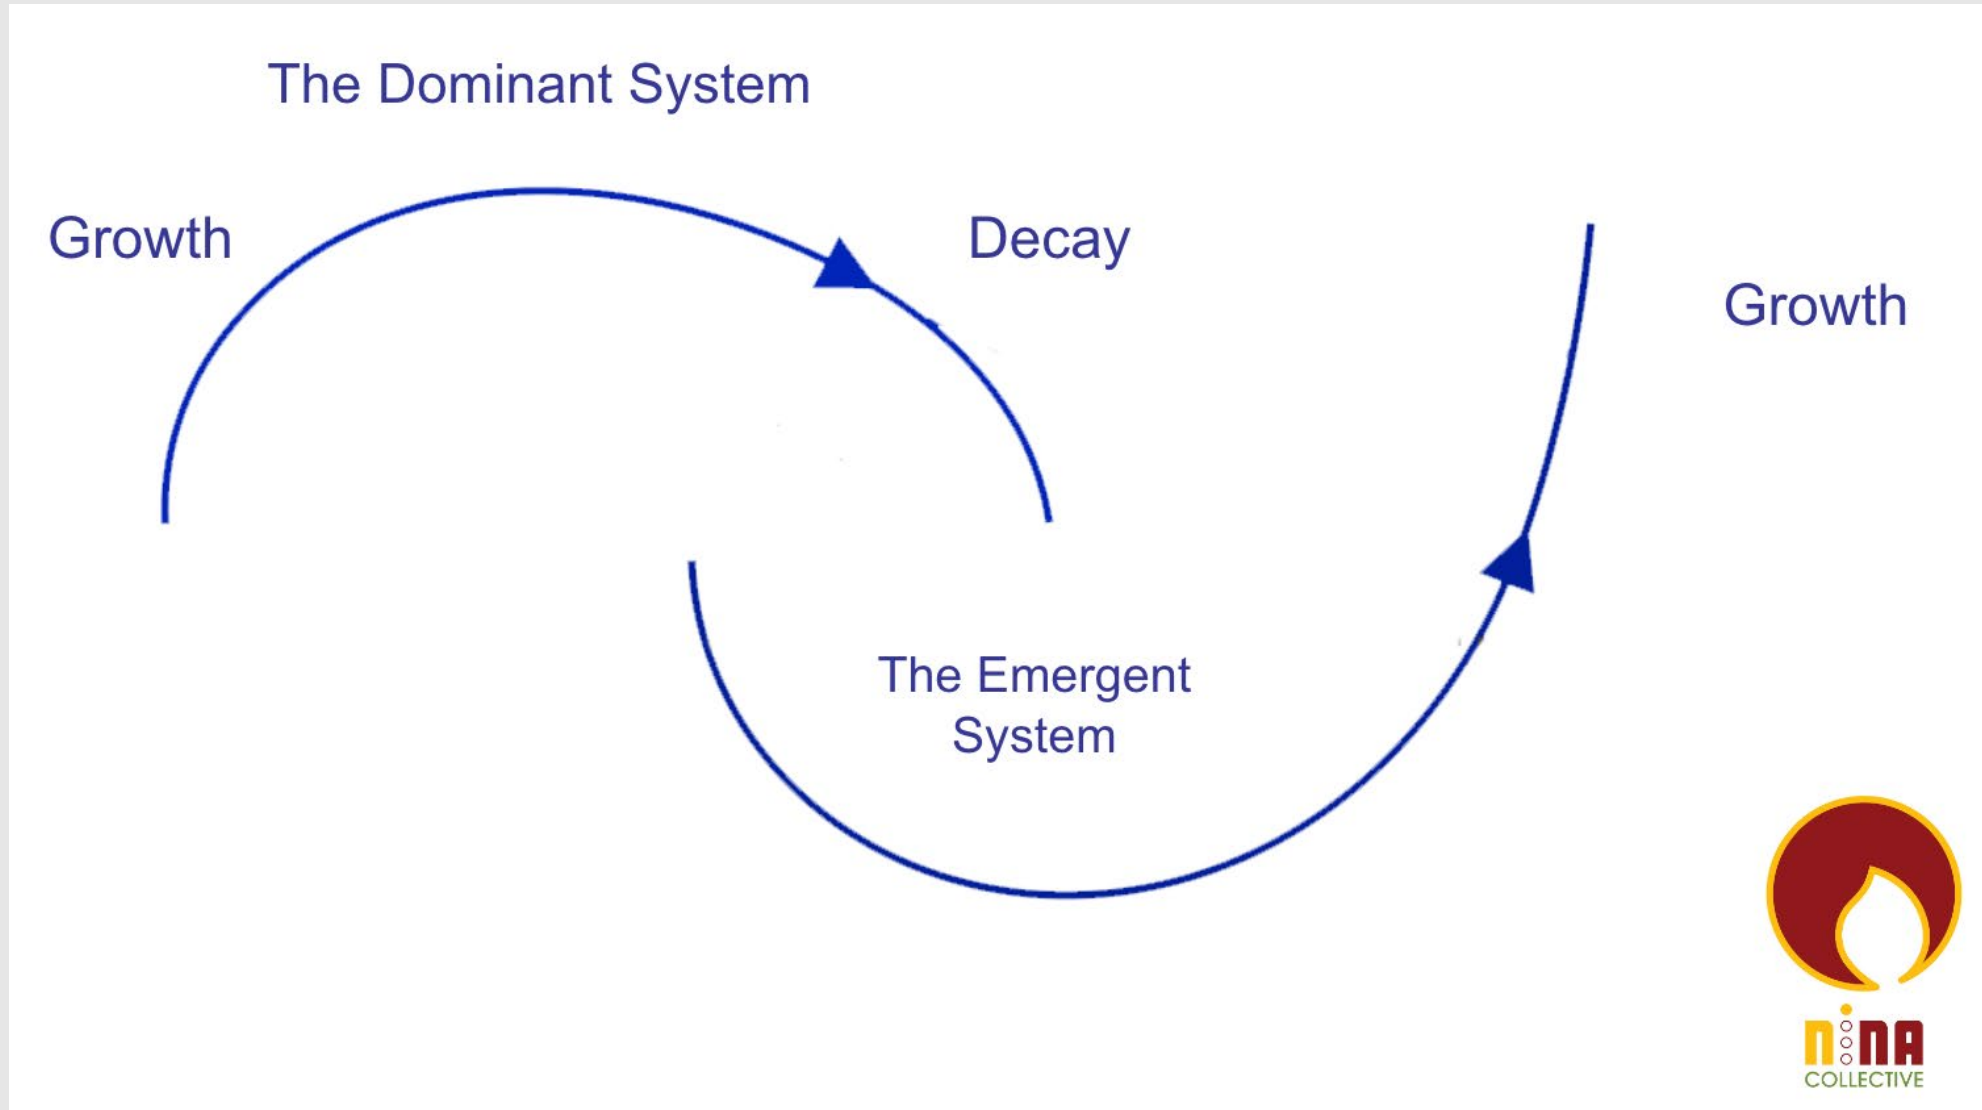 The Dominant System
Growth
Decay
Growth
The Emergent
System
NiNA
COLLECTIVE